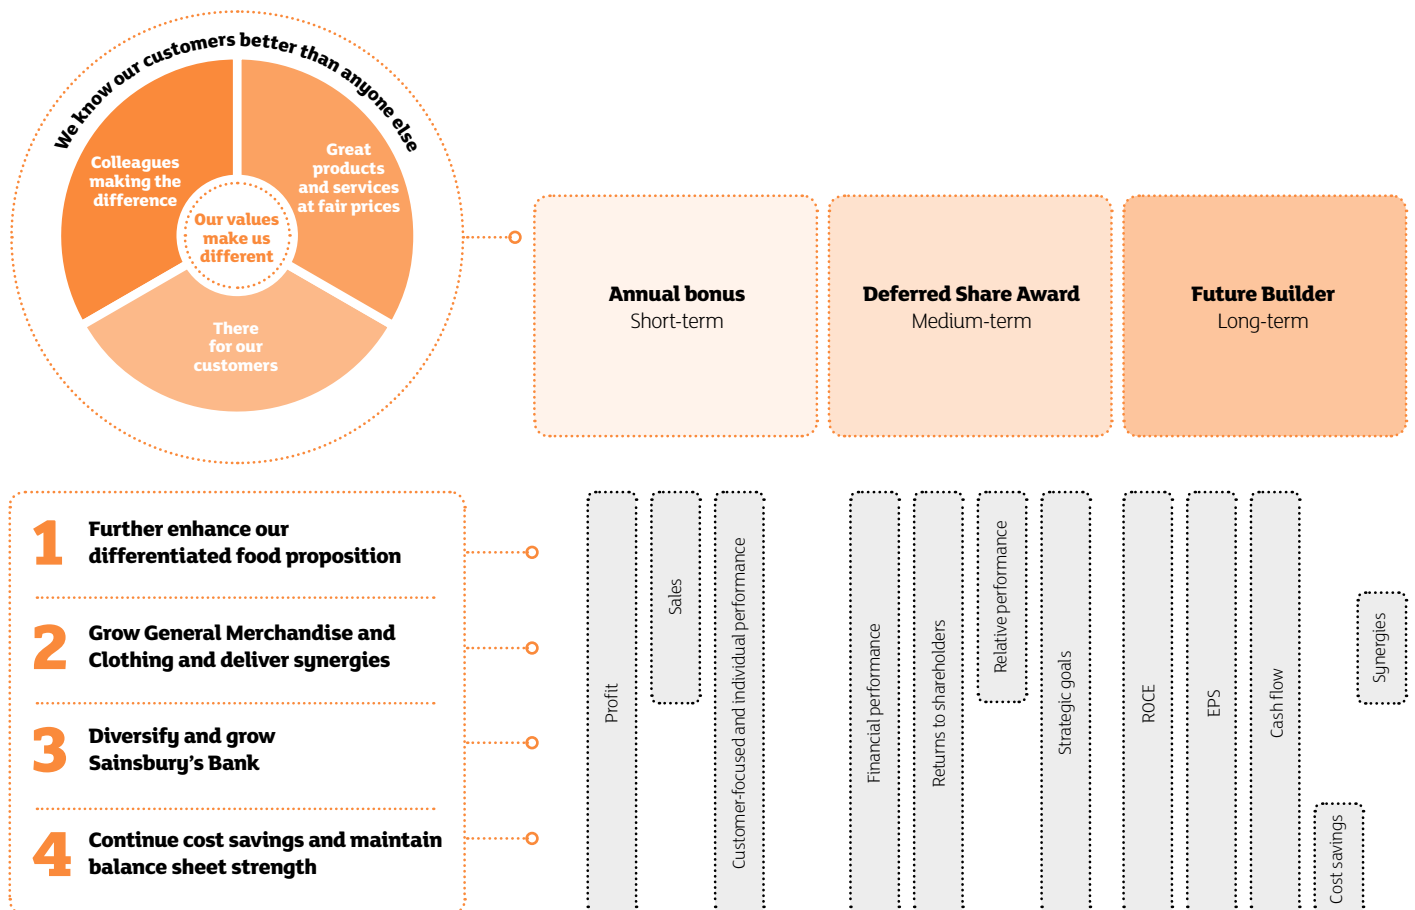 We know our customers better than anyone else
Colleagues
making the
difference
Great
products
and services
at fair prices
Our values
make us
different
There
for our
customers
Annual bonus
Short-term
Deferred Share Award
Medium-term
Future Builder
Long-term
1
Further enhance our
differentiated food proposition
2
Grow General Merchandise and
Clothing and deliver synergies
3
Diversify and grow
Sainsbury's Bank
4
Continue cost savings and maintain
balance sheet strength
Profit
Sales
Customer-focused and individual performance
Financial performance
Returns to shareholders
Relative performance
Strategic goals
ROCE
EPS
Cash flow
Cost savings
Synergies